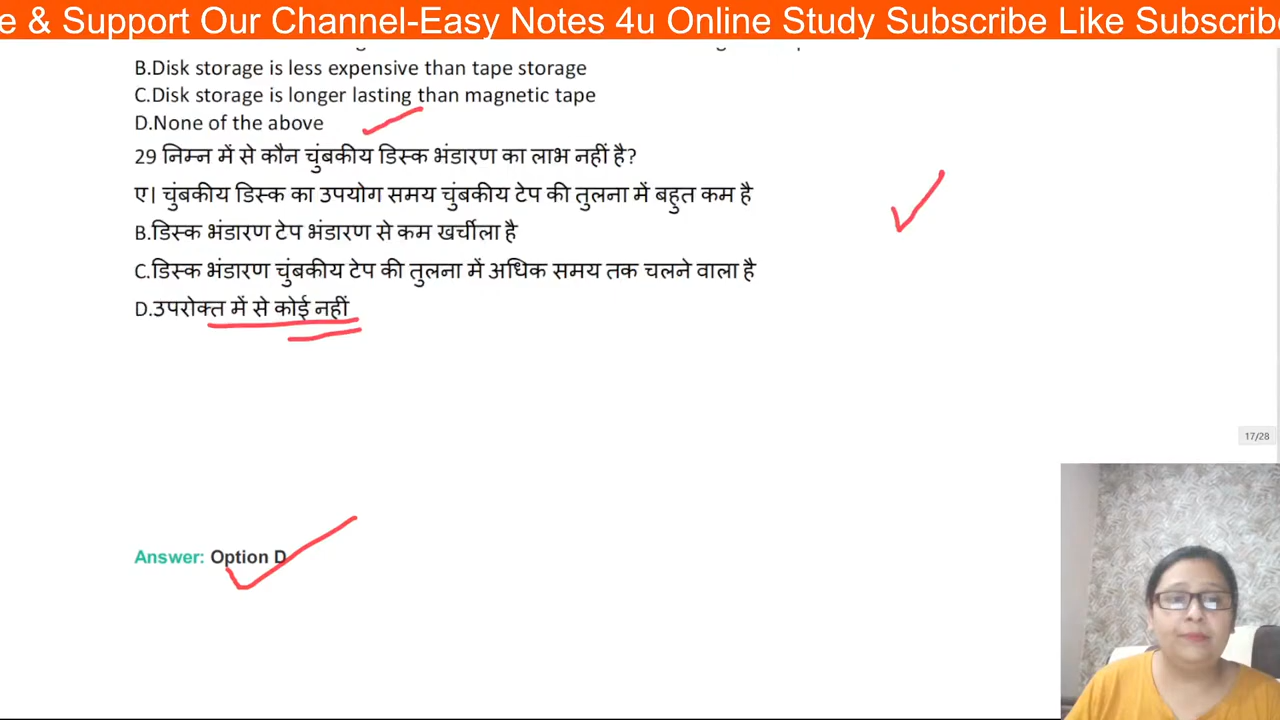 e & Support Our Channel-Easy Notes 4u Online Study Subscribe Like Subscribe
B.Disk storage is less expensive than tape storage
C.Disk storage is longer lasting than magnetic tape
D.None of the above
29 निम्न में से कौन चुंबकीय डिस्क भंडारण का लाभ नहीं है?
ए। चुंबकीय डिस्क का उपयोग समय चुंबकीय टेप की तुलना में बहुत कम है
B.डिस्क भंडारण टेप भंडारण से कम खर्चीला है
C.डिस्क भंडारण चुंबकीय टेप की तुलना में अधिक समय तक चलने वाला है
D.उपरोक्त में से कोई नहीं
17/28
Answer: Option D